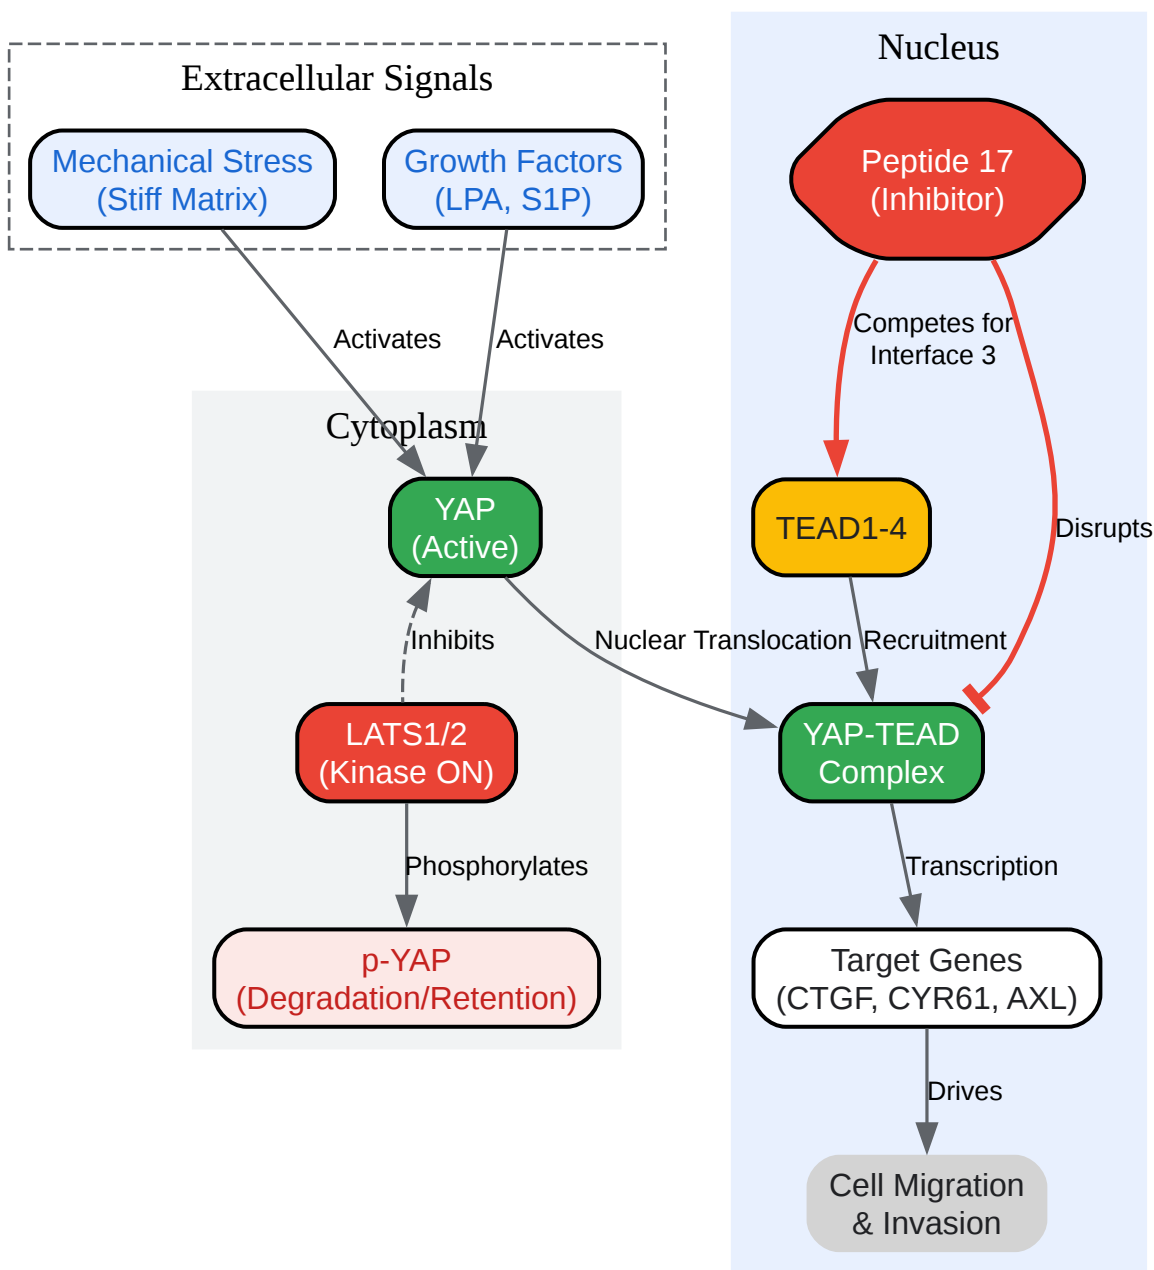 Nucleus
Extracellular Signals
Mechanical Stress
(Stiff Matrix)
Growth Factors
(LPA, S1P)
Peptide 17
(Inhibitor)
Activates
Activates
Competes for
Interface 3
Cytoplasm
YAP
(Active)
TEAD1-4
Disrupts
Inhibits
Nuclear Translocation
Recruitment
LATS1/2
(Kinase ON)
YAP-TEAD
Complex
Phosphorylates
Transcription
p-YAP
(Degradation/Retention)
Target Genes
(CTGF, CYR61, AXL)
Drives
Cell Migration
& Invasion